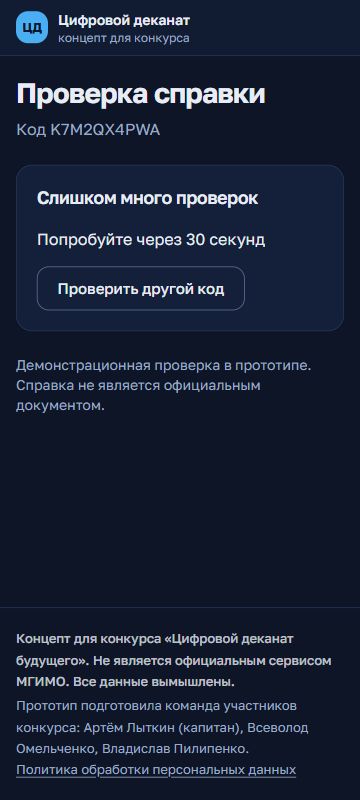 ЦД
Цифровой деканат
концепт для конкурса
Проверка справки
Код K7M2QX4PWA
Слишком много проверок
Попробуйте через 30 секунд
Проверить другой код
Демонстрационная проверка в прототипе.
Справка не является официальным
документом.
Концепт для конкурса «Цифровой деканат
будущего». Не является официальным сервисом
МГИМО. Все данные вымышлены.
Прототип подготовила команда участников
конкурса: Артём Лыткин (капитан), Всеволод
Омельченко, Владислав Пилипенко.
Политика обработки персональных данных